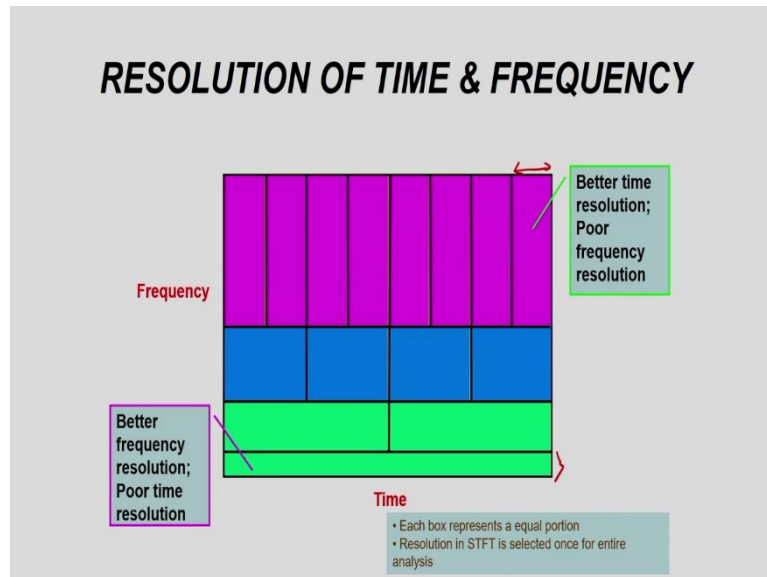 RESOLUTION OF TIME & FREQUENCY
Better time
resolution;
Poor
frequency
resolution
Frequency
Better
frequency
resolution;
Poor time
resolution
Time
• Each box represents a equal portion
• Resolution in STFT is selected once for entire
analysis